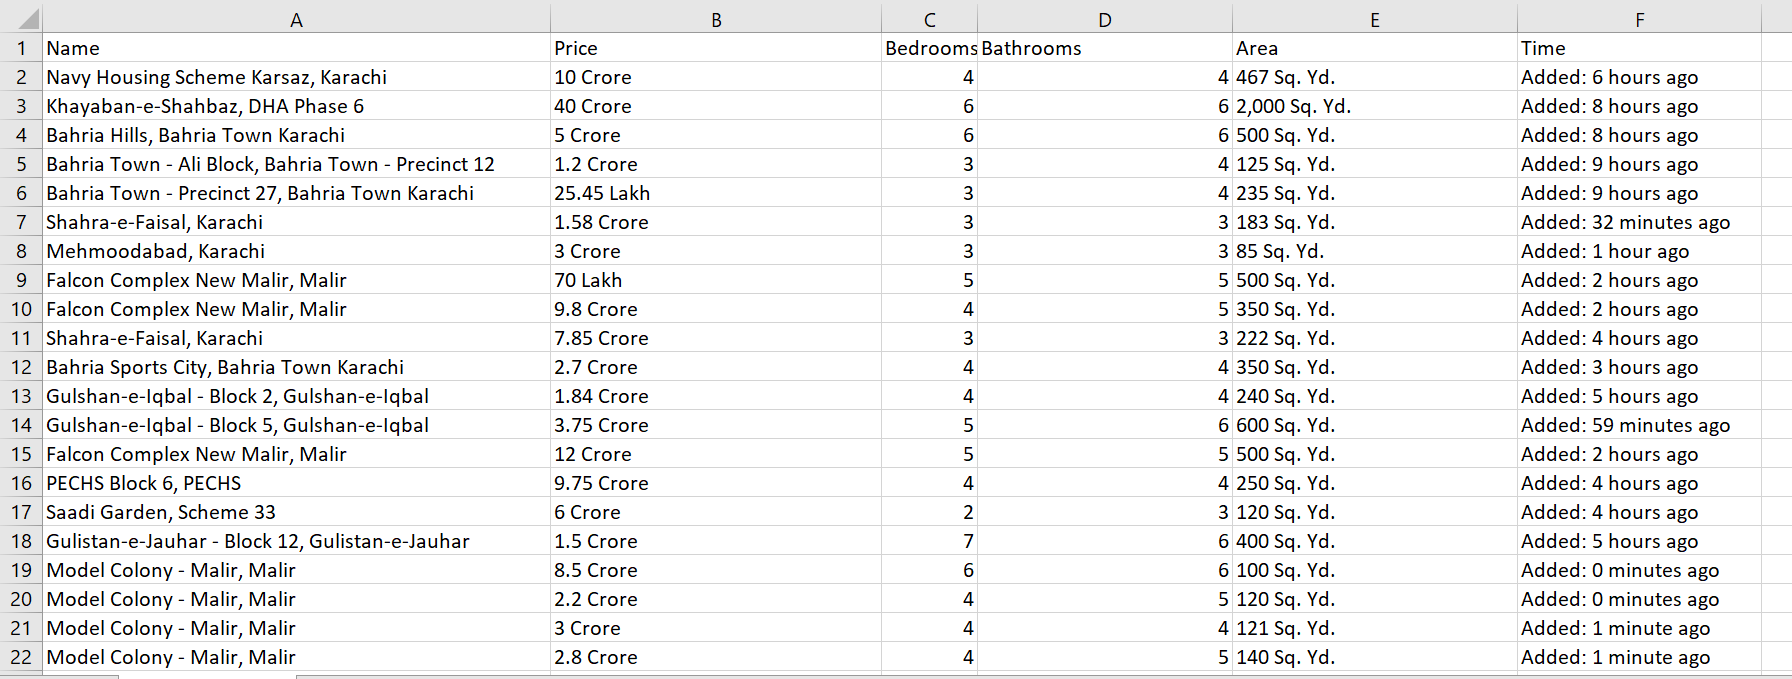 A B C D E F
1 Name Price Bedrooms Bathrooms Area Time
2 Navy Housing Scheme Karsaz, Karachi 10 Crore 4 4 467 Sq. Yd. Added: 6 hours ago
3 Khayaban-e-Shahbaz, DHA Phase 6 40 Crore 6 6 2,000 Sq. Yd. Added: 8 hours ago
4 Bahria Hills, Bahria Town Karachi 5 Crore 6 6 500 Sq. Yd. Added: 8 hours ago
5 Bahria Town - Ali Block, Bahria Town - Precinct 12 1.2 Crore 3 4 125 Sq. Yd. Added: 9 hours ago
6 Bahria Town - Precinct 27, Bahria Town Karachi 25.45 Lakh 3 4 235 Sq. Yd. Added: 9 hours ago
7 Shahra-e-Faisal, Karachi 1.58 Crore 3 3 183 Sq. Yd. Added: 32 minutes ago
8 Mehmoodabad, Karachi 3 Crore 3 3 85 Sq. Yd. Added: 1 hour ago
9 Falcon Complex New Malir, Malir 70 Lakh 5 5 500 Sq. Yd. Added: 2 hours ago
10 Falcon Complex New Malir, Malir 9.8 Crore 4 5 350 Sq. Yd. Added: 2 hours ago
11 Shahra-e-Faisal, Karachi 7.85 Crore 3 3 222 Sq. Yd. Added: 4 hours ago
12 Bahria Sports City, Bahria Town Karachi 2.7 Crore 4 4 350 Sq. Yd. Added: 3 hours ago
13 Gulshan-e-Iqbal - Block 2, Gulshan-e-Iqbal 1.84 Crore 4 4 240 Sq. Yd. Added: 5 hours ago
14 Gulshan-e-Iqbal - Block 5, Gulshan-e-Iqbal 3.75 Crore 5 6 600 Sq. Yd. Added: 59 minutes ago
15 Falcon Complex New Malir, Malir 12 Crore 5 5 500 Sq. Yd. Added: 2 hours ago
16 PECHS Block 6, PECHS 9.75 Crore 4 4 250 Sq. Yd. Added: 4 hours ago
17 Saadi Garden, Scheme 33 6 Crore 2 3 120 Sq. Yd. Added: 4 hours ago
18 Gulistan-e-Jauhar - Block 12, Gulistan-e-Jauhar 1.5 Crore 7 6 400 Sq. Yd. Added: 5 hours ago
19 Model Colony - Malir, Malir 8.5 Crore 6 6 100 Sq. Yd. Added: 0 minutes ago
20 Model Colony - Malir, Malir 2.2 Crore 4 5 120 Sq. Yd. Added: 0 minutes ago
21 Model Colony - Malir, Malir 3 Crore 4 4 121 Sq. Yd. Added: 1 minute ago
22 Model Colony - Malir, Malir 2.8 Crore 4 5 140 Sq. Yd. Added: 1 minute ago